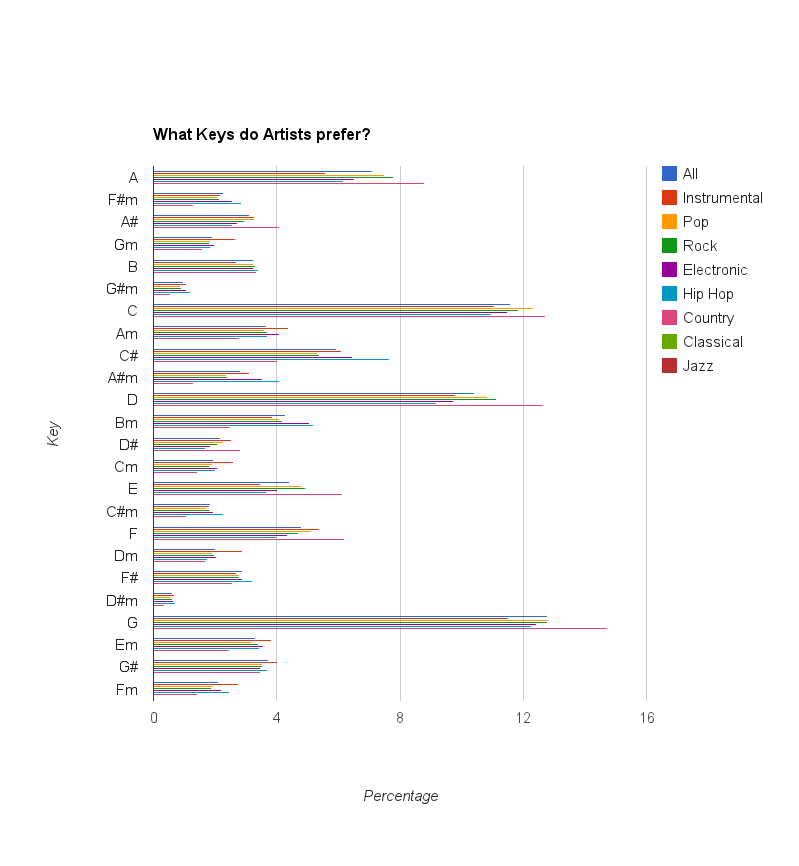 What Keys do Artists prefer?
A
F#m
A#
Gm
B
G#m
C
Am
C#
A#m
D
Bm
D#
Cm
E
C#m
F
Dm
F#
D#m
G
Em
G#
Fm
Key
0 4 8 12 16
Percentage
All
Instrumental
Pop
Rock
Electronic
Hip Hop
Country
Classical
Jazz